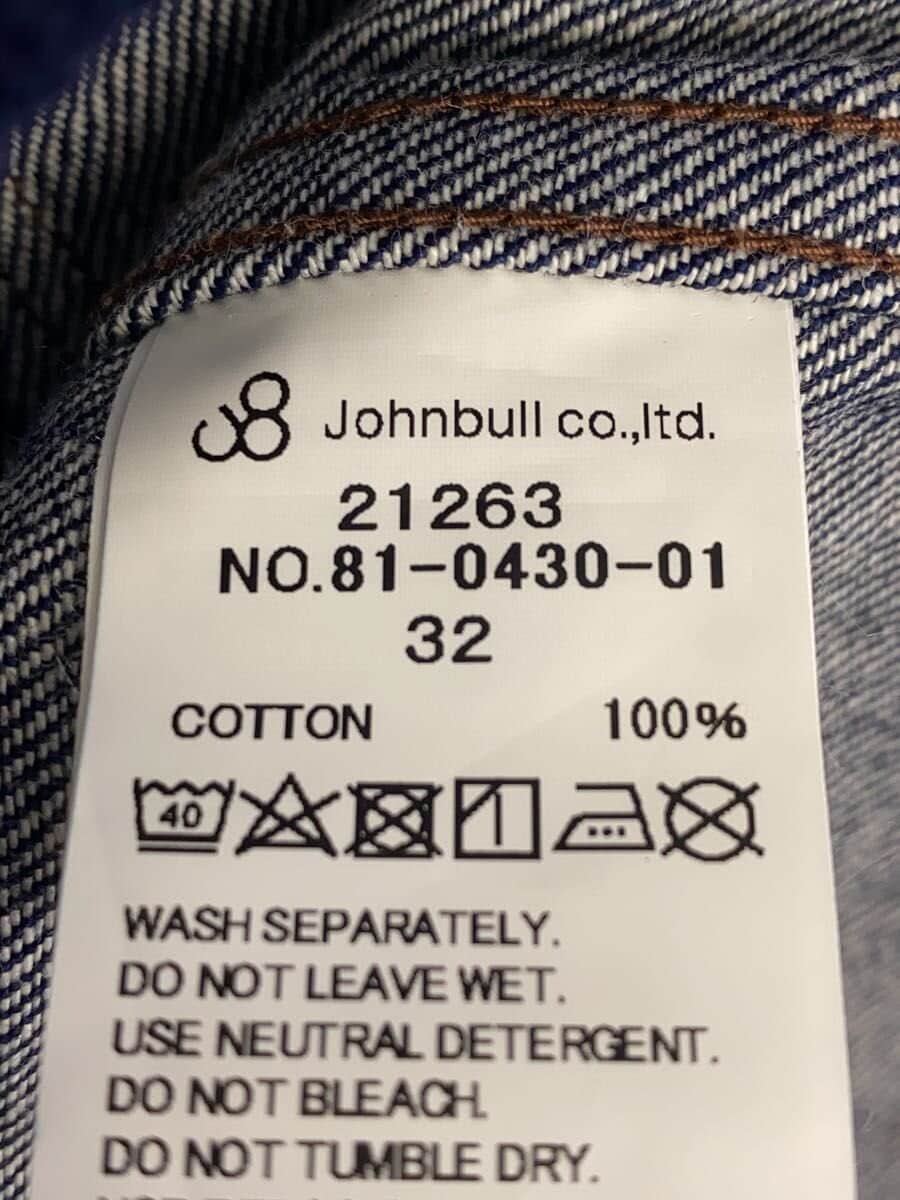 Johnbull co.,ltd.
21263
NO.81-0430-01
32
COTTON 100%
40
WASH SEPARATELY.
DO NOT LEAVE WET.
USE NEUTRAL DETERGENT.
DO NOT BLEACH.
DO NOT TUMBLE DRY.